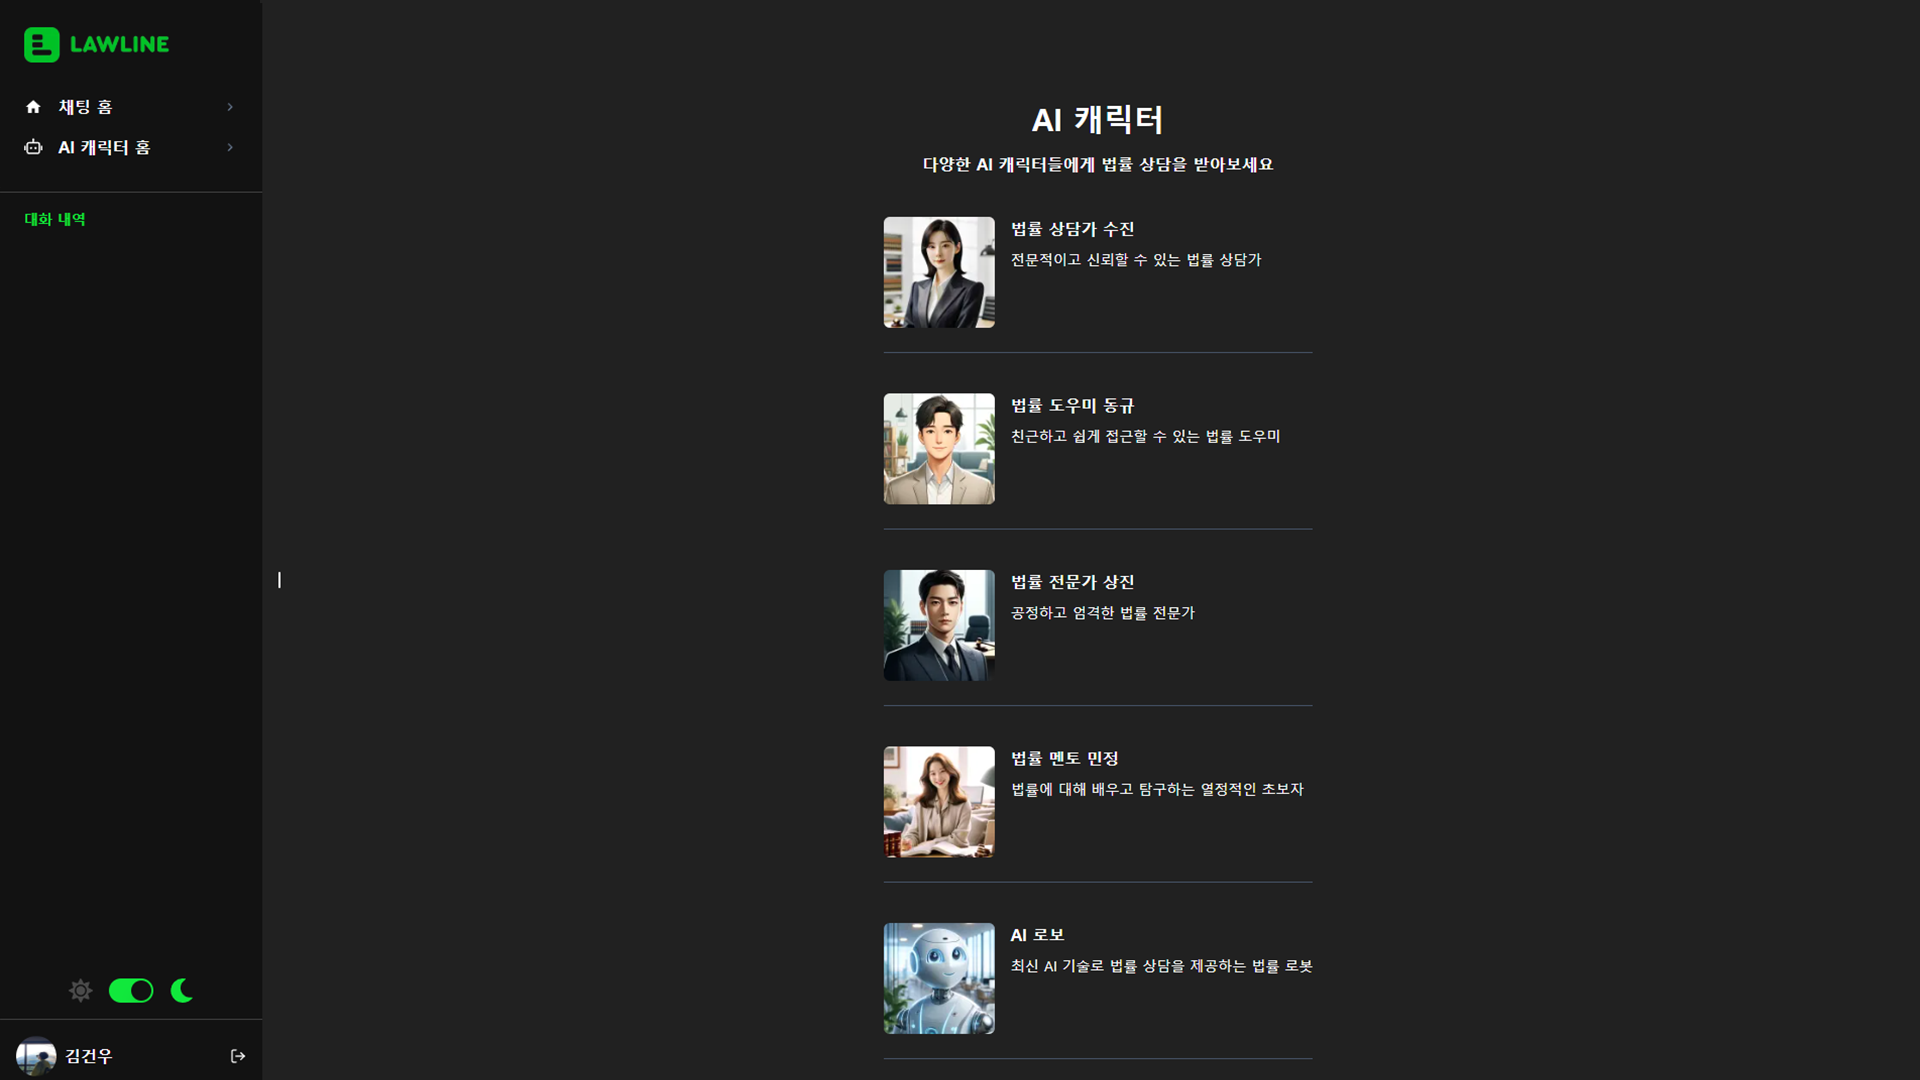 LAWLINE
채팅 홈
AI 캐릭터 홈
대화 내역
김건우
AI 캐릭터
다양한 AI 캐릭터들에게 법률 상담을 받아보세요
법률 상담가 수진
전문적이고 신뢰할 수 있는 법률 상담가
법률 도우미 동규
친근하고 쉽게 접근할 수 있는 법률 도우미
법률 전문가 상진
공정하고 엄격한 법률 전문가
법률 멘토 민정
법률에 대해 배우고 탐구하는 열정적인 초보자
AI 로보
최신 AI 기술로 법률 상담을 제공하는 법률 로봇